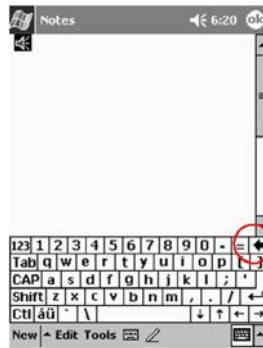 Notes 6:20 ok
123 1 2 3 4 5 6 7 8 9 0 - =
Tab q w e r t y u i o p [ ]
CAP a s d f g h j k l ; '
Shift z x c v b n m , . /
Ctl áü ` \
New Edit Tools